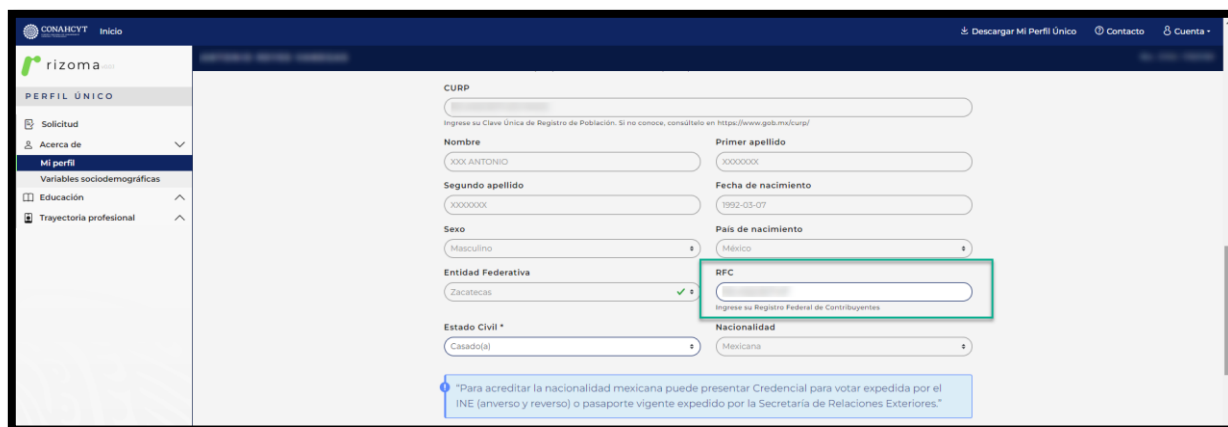 CONAHCYT Inicio Descargar Mi Perfil Único Contacto Cuenta
rizoma
PERFIL ÚNICO
Solicitud
Acerca de
Mi perfil
Variables sociodemográficas
Educación
Trayectoria profesional
CURP
Ingrese su Clave Única de Registro de Población. Si no conoce, consúltalo en https://www.gob.mx/curp/
Nombre Primer apellido
XXX ANTONIO XXXXXXX
Segundo apellido Fecha de nacimiento
XXXXXXX 1992-03-07
Sexo País de nacimiento
Masculino México
Entidad Federativa RFC
Zacatecas
Ingrese su Registro Federal de Contribuyentes
Estado Civil * Nacionalidad
Casado(a) Mexicana
"Para acreditar la nacionalidad mexicana puede presentar Credencial para votar expedida por el
INE (anverso y reverso) o pasaporte vigente expedido por la Secretaría de Relaciones Exteriores."